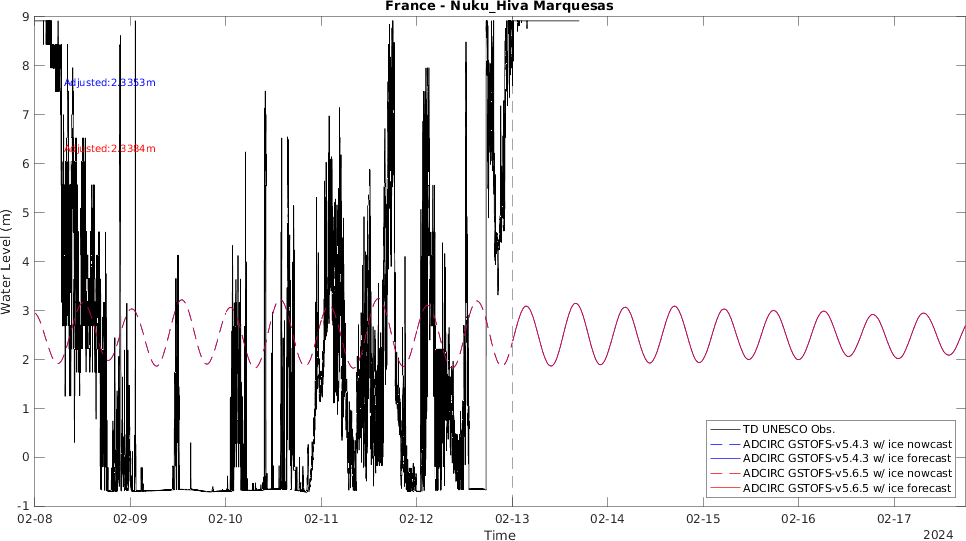 France - Nuku_Hiva Marquesas
Water Level (m)
9
8
7
6
5
4
3
2
1
0
-1
Adjusted:2.3353m
Adjusted:2.3384m
TD UNESCO Obs.
ADCIRC GSTOFS-v5.4.3 w/ ice nowcast
ADCIRC GSTOFS-v5.4.3 w/ ice forecast
ADCIRC GSTOFS-v5.6.5 w/ ice nowcast
ADCIRC GSTOFS-v5.6.5 w/ ice forecast
02-08 02-09 02-10 02-11 02-12 02-13 02-14 02-15 02-16 02-17
Time
2024